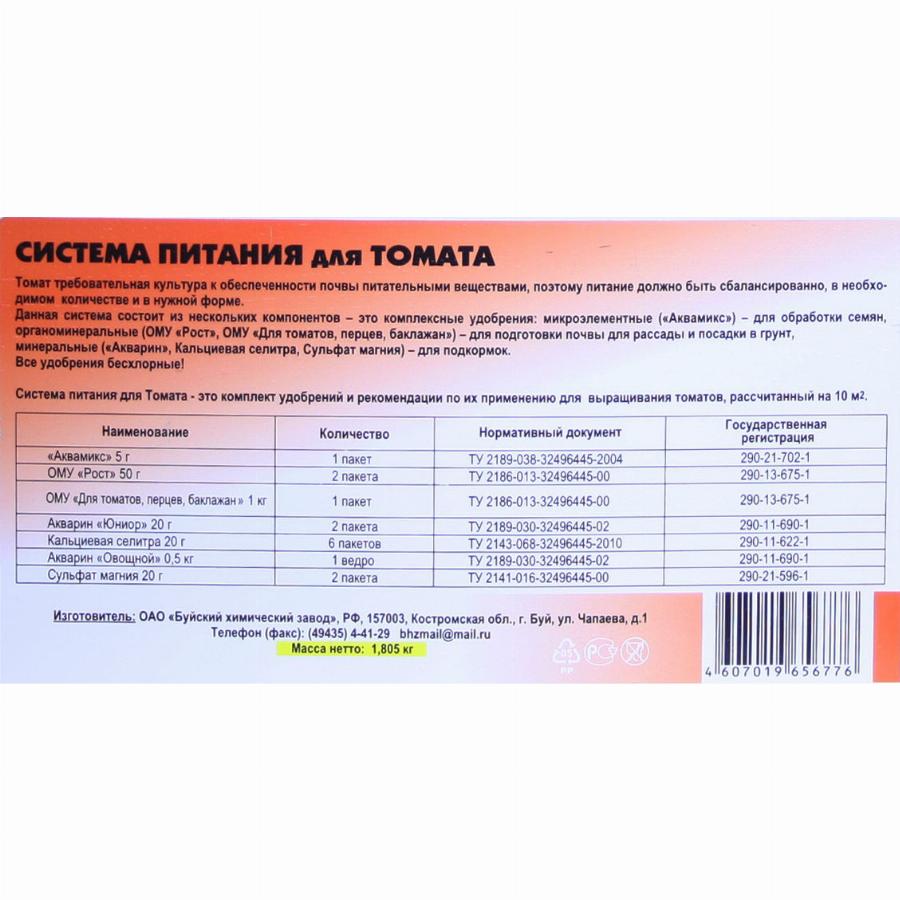 СИСТЕМА ПИТАНИЯ для ТОМАТА
Томат требовательная культура к обеспеченности почвы питательными веществами, поэтому питание должно быть сбалансированно, в необхо-
димом количестве и в нужной форме.
Данная система состоит из нескольких компонентов – это комплексные удобрения: микроэлементные («Аквамикс») – для обработки семян,
органоминеральные (ОМУ «Рост», ОМУ «Для томатов, перцев, баклажан») – для подготовки почвы для рассады и посадки в грунт,
минеральные («Акварин», Кальциевая селитра, Сульфат магния) – для подкормок.
Все удобрения бесхлорные!
Система питания для Томата - это комплект удобрений и рекомендации по их применению для выращивания томатов, рассчитанный на 10 м².
Наименование Количество Нормативный документ Государственная регистрация
«Аквамикс» 5 г 1 пакет ТУ 2189-038-32496445-2004 290-21-702-1
ОМУ «Рост» 50 г 2 пакета ТУ 2186-013-32496445-00 290-13-675-1
ОМУ «Для томатов, перцев, баклажан» 1 кг 1 пакет ТУ 2186-013-32496445-00 290-13-675-1
Акварин «Юниор» 20 г 2 пакета ТУ 2189-030-32496445-02 290-11-690-1
Кальциевая селитра 20 г 6 пакетов ТУ 2143-068-32496445-2010 290-11-622-1
Акварин «Овощной» 0,5 кг 1 ведро ТУ 2189-030-32496445-02 290-11-690-1
Сульфат магния 20 г 2 пакета ТУ 2141-016-32496445-00 290-21-596-1
Изготовитель: ОАО «Буйский химический завод», РФ, 157003, Костромская обл., г. Буй, ул. Чапаева, д.1
Телефон (факс): (49435) 4-41-29 bhzmail@mail.ru
Масса нетто: 1,805 кг
05
PP
РСТ
4 607019 656776